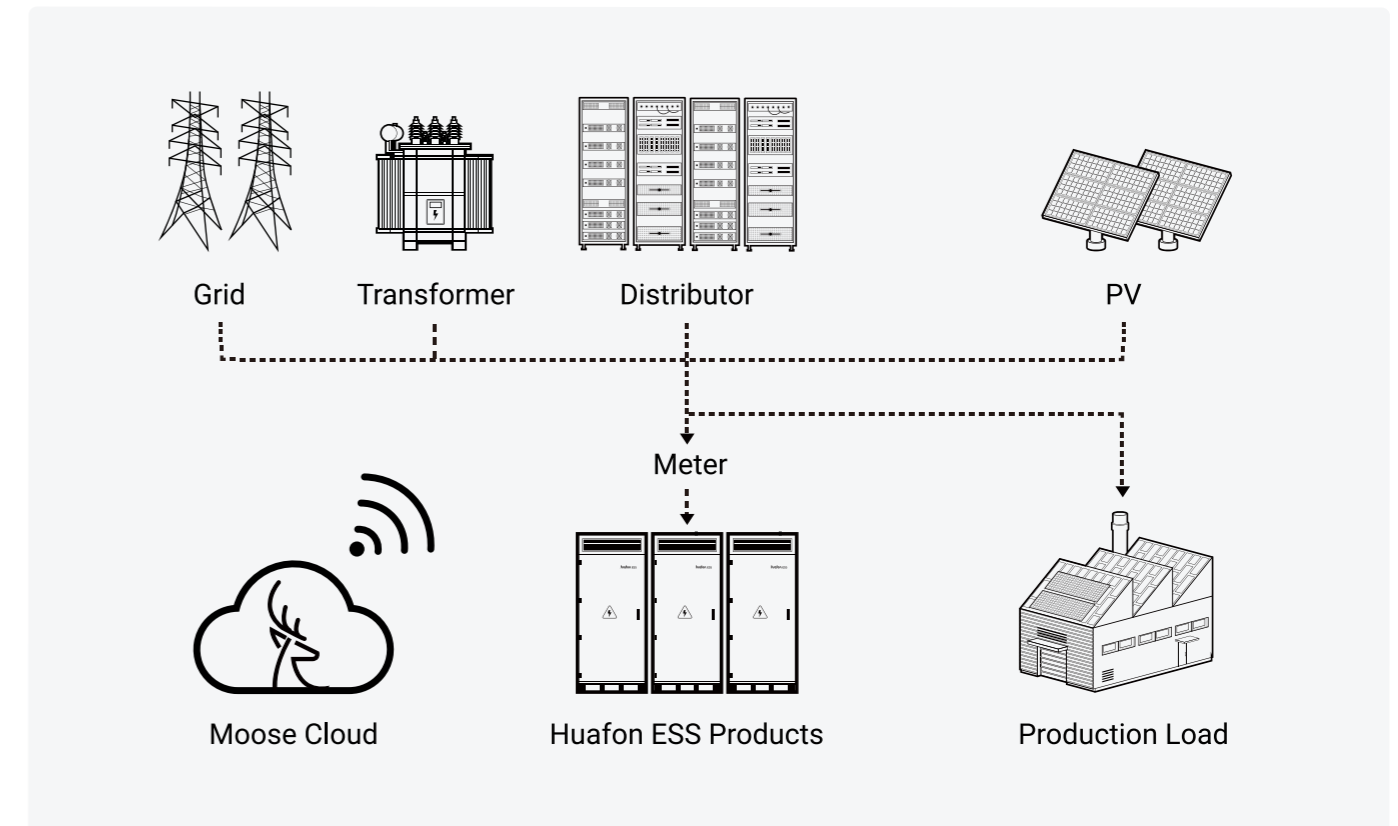 Grid
Transformer
Distributor
PV
Meter
Moose Cloud
Huafon ESS Products
Production Load